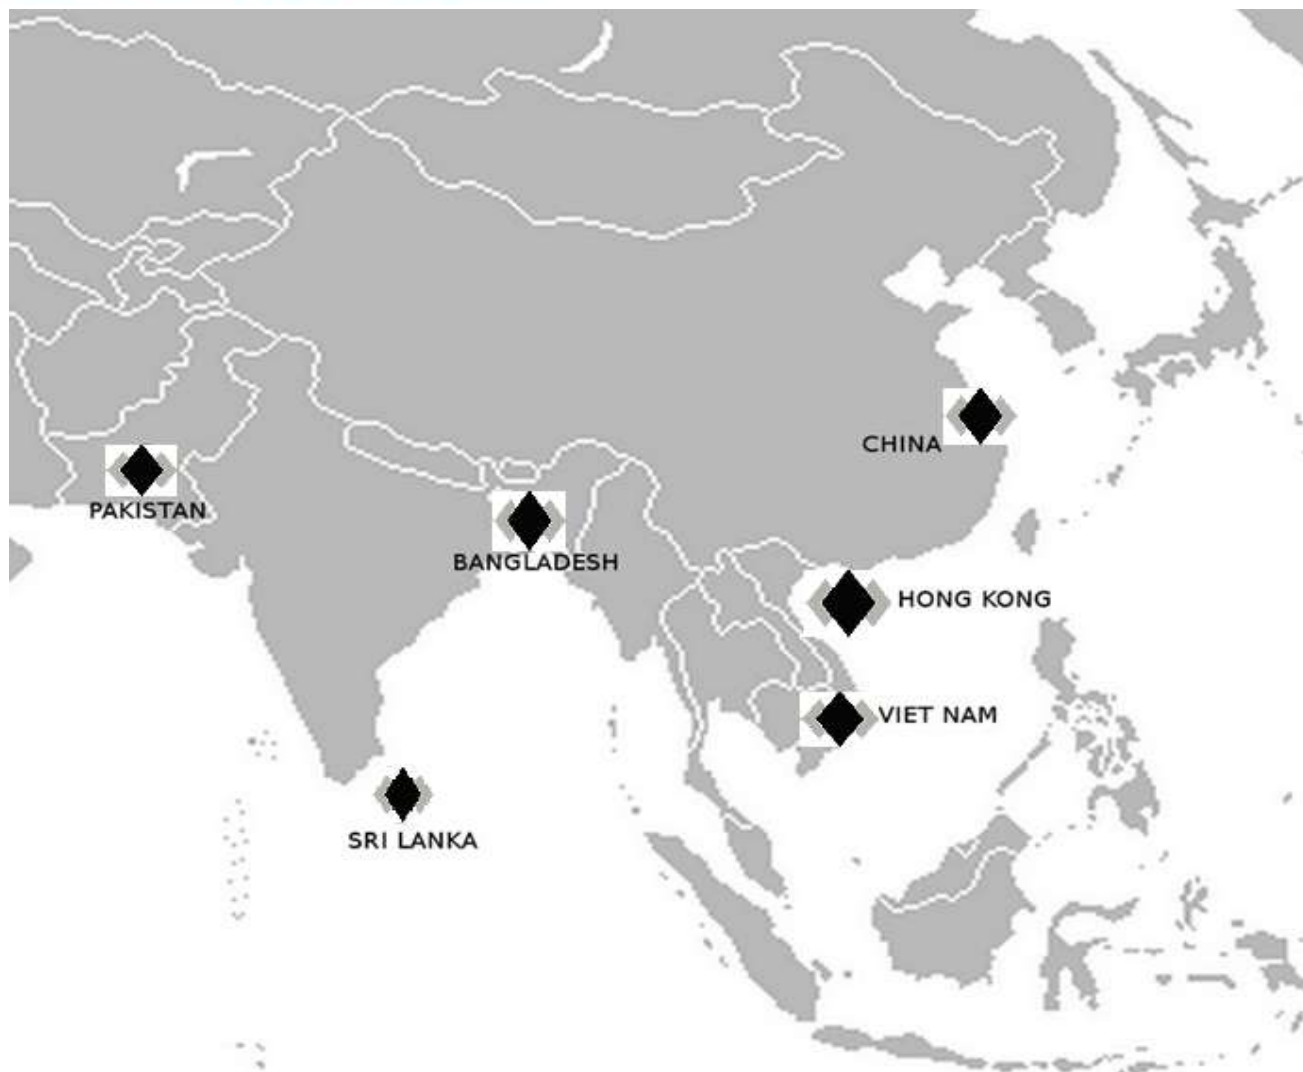 CHINA
PAKISTAN
BANGLADESH
HONG KONG
VIET NAM
SRI LANKA